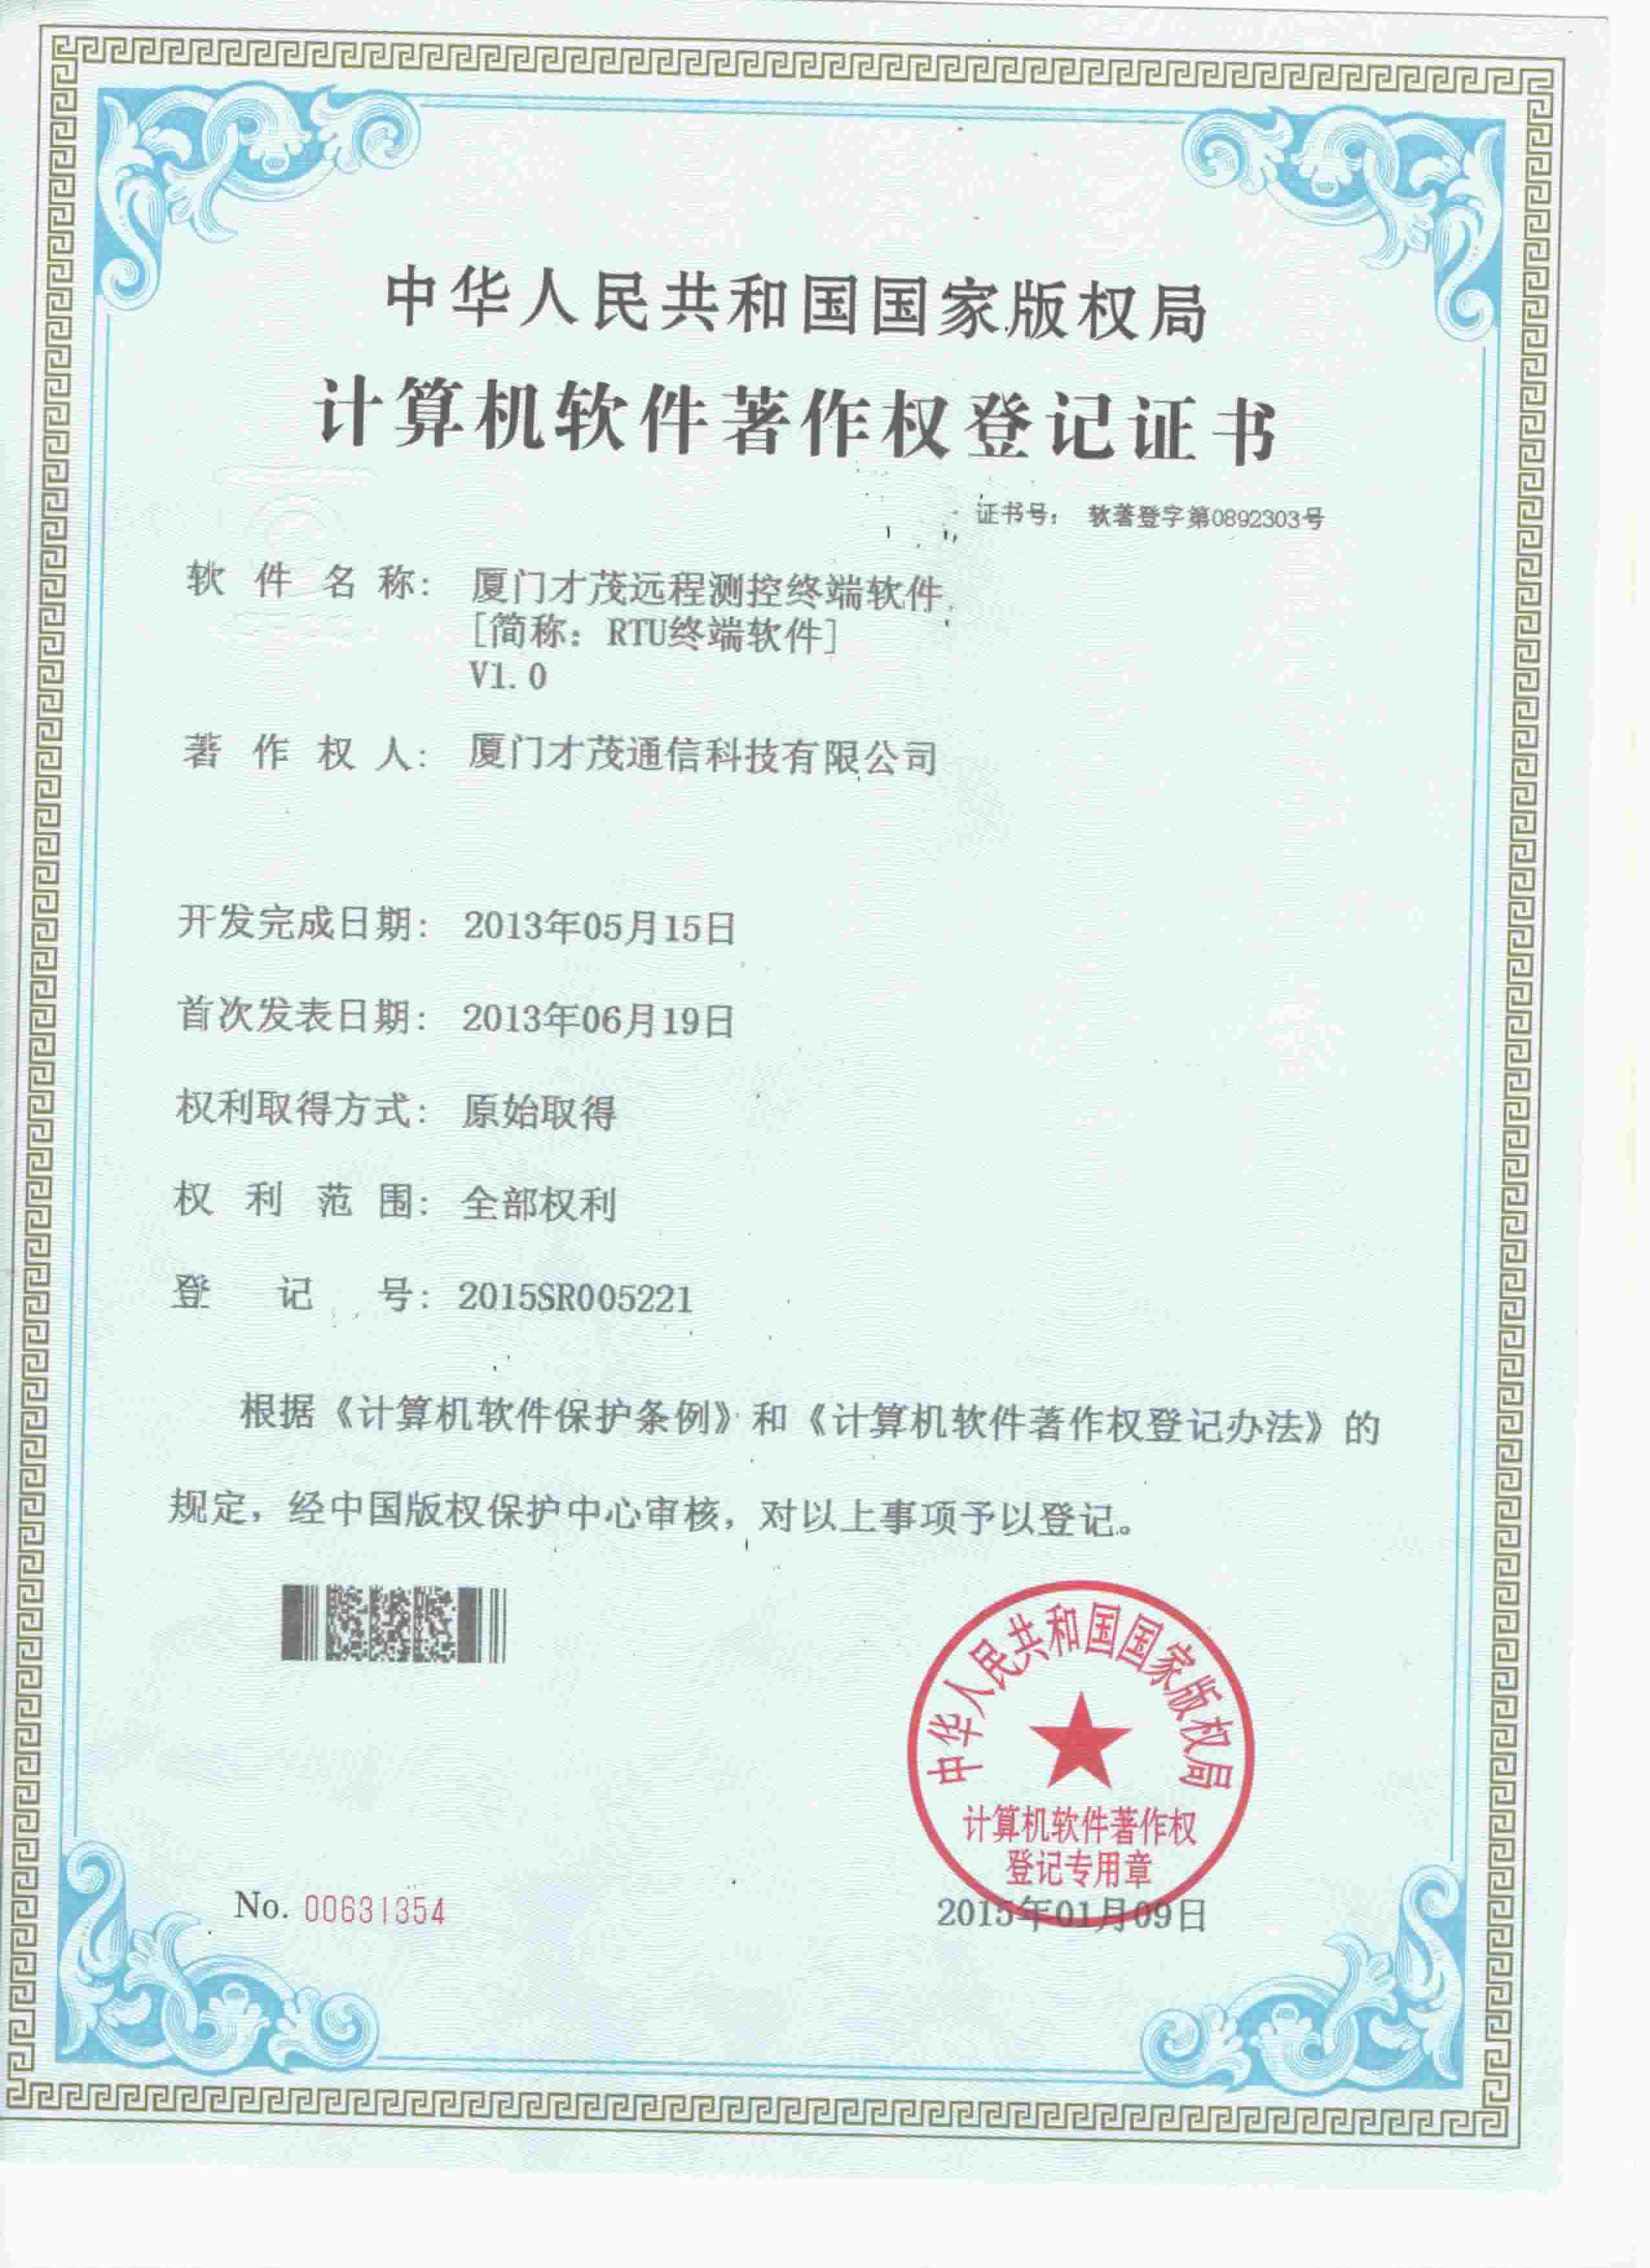 中华人民共和国国家版权局
计算机软件著作权登记证书
证书号： 软著登字第0892303号
软件名称： 厦门才茂远程测控终端软件
[简称：RTU终端软件]
V1.0
著作权人： 厦门才茂通信科技有限公司
开发完成日期： 2013年05月15日
首次发表日期： 2013年06月19日
权利取得方式： 原始取得
权利范围： 全部权利
登记号： 2015SR005221
根据《计算机软件保护条例》和《计算机软件著作权登记办法》的
规定，经中国版权保护中心审核，对以上事项予以登记。
中华人民共和国国家版权局
计算机软件著作权
登记专用章
No. 00631354
2015年01月09日